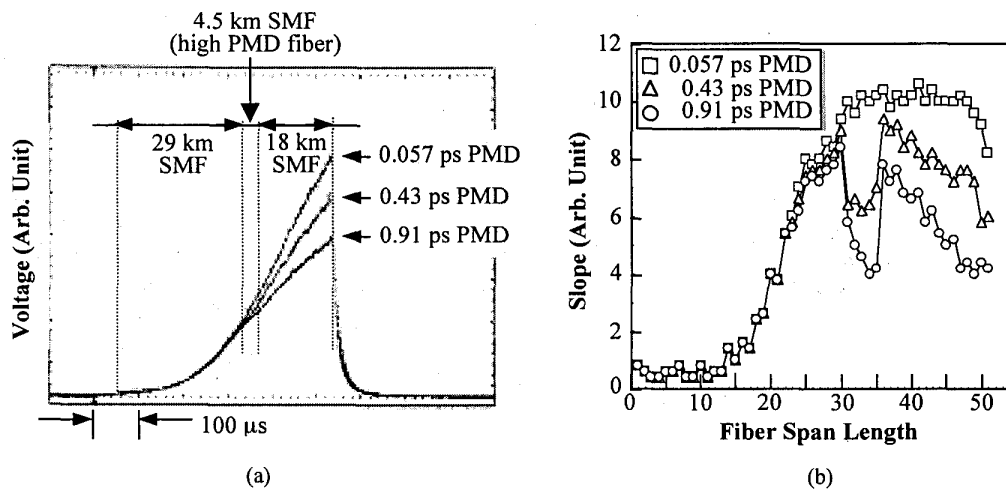 4.5 km SMF
(high PMD fiber)
29 km
SMF
18 km
SMF
0.057 ps PMD
0.43 ps PMD
0.91 ps PMD
Voltage (Arb. Unit)
100 μs
(a)
12
10
8
6
4
2
0
0.057 ps PMD
0.43 ps PMD
0.91 ps PMD
Slope (Arb. Unit)
0 10 20 30 40 50
Fiber Span Length
(b)